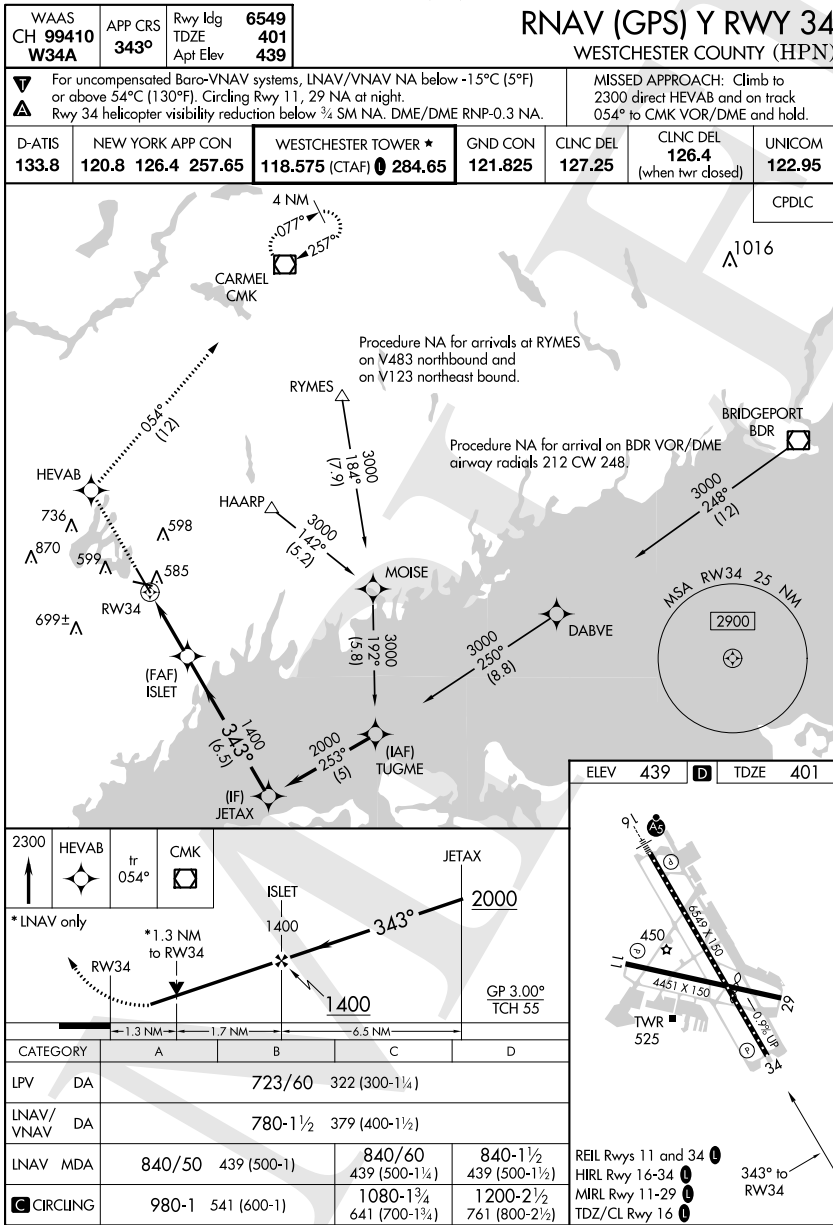 WAAS
CH 99410
W34A
APP CRS
343°
Rwy ldg 6549
TDZE 401
Apt Elev 439
RNAV (GPS) Y RWY 34
WESTCHESTER COUNTY (HPN)
T
A
For uncompensated Baro-VNAV systems, LNAV/VNAV NA below -15°C (5°F)
or above 54°C (130°F). Circling Rwy 11, 29 NA at night.
Rwy 34 helicopter visibility reduction below ¾ SM NA. DME/DME RNP-0.3 NA.
MISSED APPROACH: Climb to
2300 direct HEVAB and on track
054° to CMK VOR/DME and hold.
D-ATIS
133.8
NEW YORK APP CON
120.8 126.4 257.65
WESTCHESTER TOWER ★
118.575 (CTAF) L 284.65
GND CON
121.825
CLNC DEL
127.25
CLNC DEL
126.4
(when twr closed)
UNICOM
122.95
CPDLC
4 NM
077°
257°
CARMEL
CMK
1016
Procedure NA for arrivals at RYMES
on V483 northbound and
on V123 northeast bound.
RYMES
054°
(12)
3000
184°
(7.9)
BRIDGEPORT
BDR
Procedure NA for arrival on BDR VOR/DME
airway radials 212 CW 248.
3000
248°
(12)
HEVAB
HAARP
3000
142°
(5.2)
736
598
870
599
585
MOISE
RW34
699±
MSA RW34 25 NM
2900
DABVE
3000
192°
(5.8)
3000
250°
(8.8)
(FAF)
ISLET
1400
343°
(6.5)
2000
253°
(5)
(IAF)
TUGME
(IF)
JETAX
ELEV 439 D TDZE 401
16
A5
P
6549 X 150
450
P
11
4451 X 150
29
0.9% UP
TWR
525
P
34
343° to
RW34
REIL Rwys 11 and 34 L
HIRL Rwy 16-34 L
MIRL Rwy 11-29 L
TDZ/CL Rwy 16 L
2300
HEVAB
tr
054°
CMK
*LNAV only
JETAX
ISLET
2000
343°
1400
*1.3 NM
to RW34
RW34
1400
GP 3.00°
TCH 55
1.3 NM
1.7 NM
6.5 NM
CATEGORY A B C D
LPV DA 723/60 322 (300-1¼)
LNAV/
VNAV DA 780-1½ 379 (400-1½)
LNAV MDA 840/50 439 (500-1) 840/60 439 (500-1¼) 840-1½ 439 (500-1½)
C CIRCLING 980-1 541 (600-1) 1080-1¾ 641 (700-1¾) 1200-2½ 761 (800-2½)